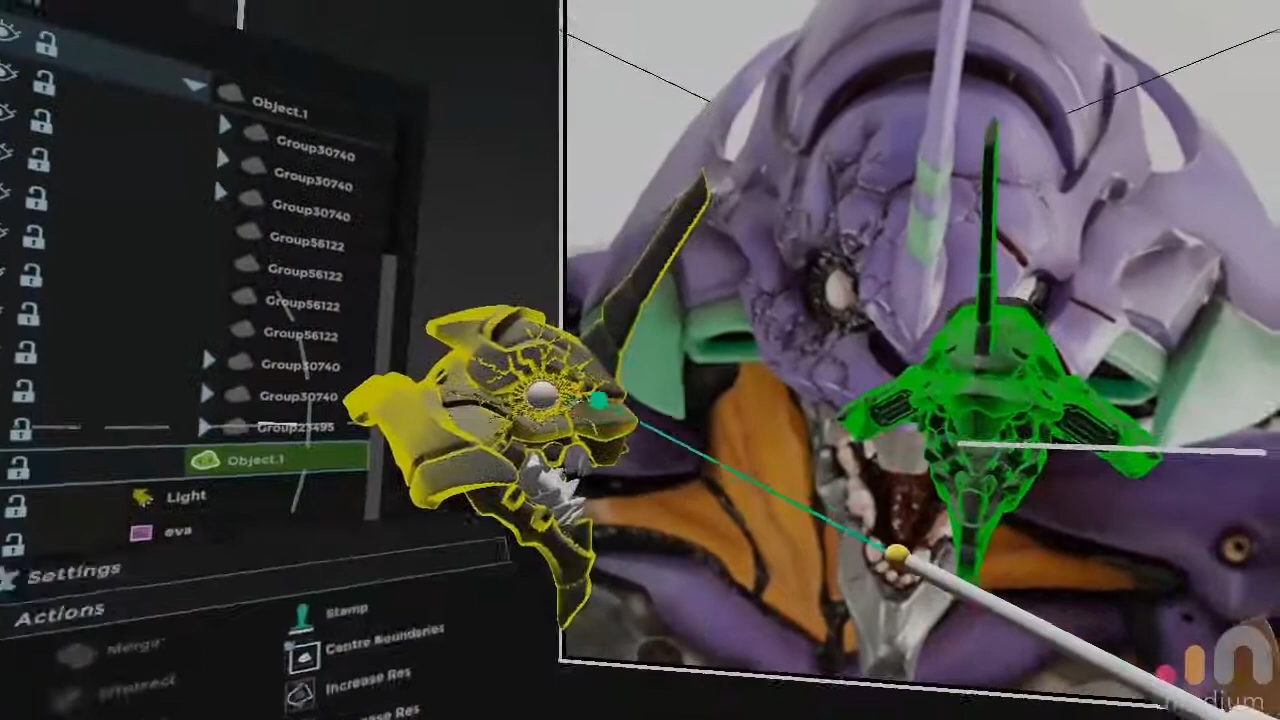 Object.1
Group30740
Group30740
Group30740
Group56122
Group56122
Group56122
Group56122
Group30740
Group30740
Group23495
Object.1
Light
eva
Settings
Actions
Stamp
Centre Boundaries
Increase Res
medium